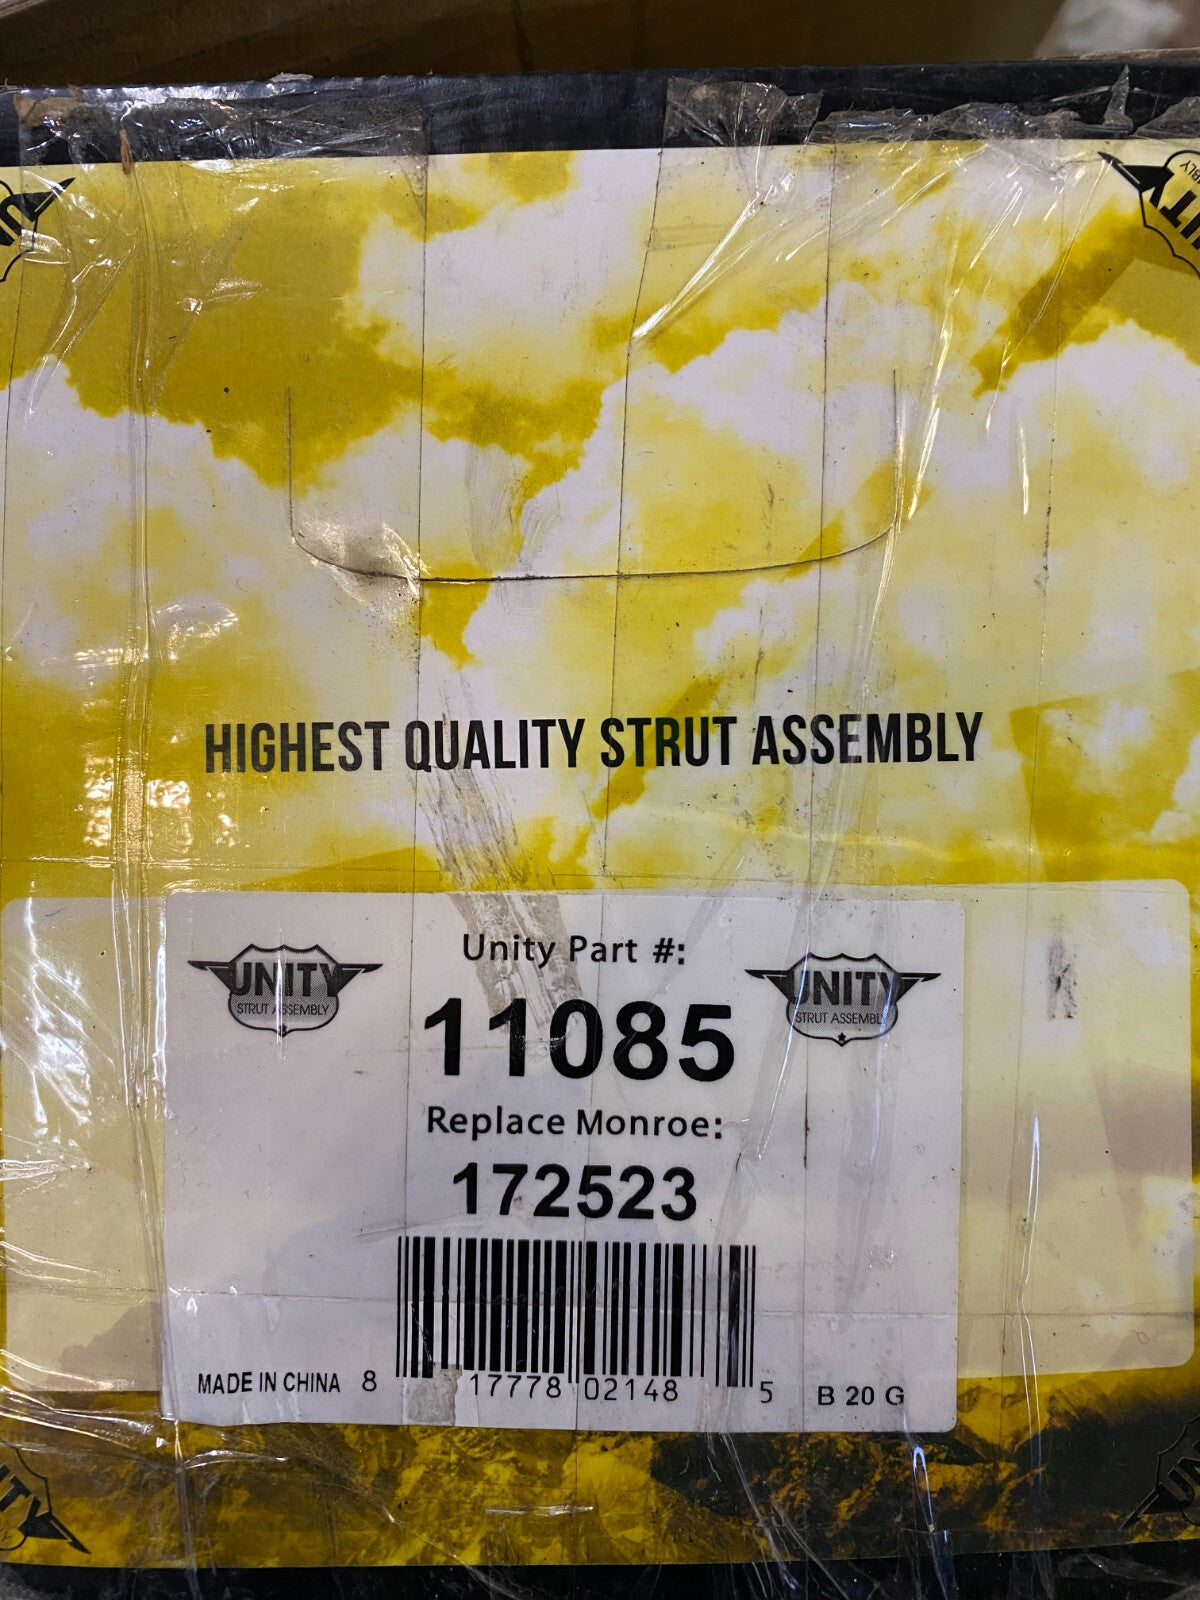 HIGHEST QUALITY STRUT ASSEMBLY
Unity Part #:
UNITY
STRUT ASSEMBLY
UNITY
STRUT ASSEMBLY
11085
Replace Monroe:
172523
MADE IN CHINA 8 17778 02148 5 B 20 G